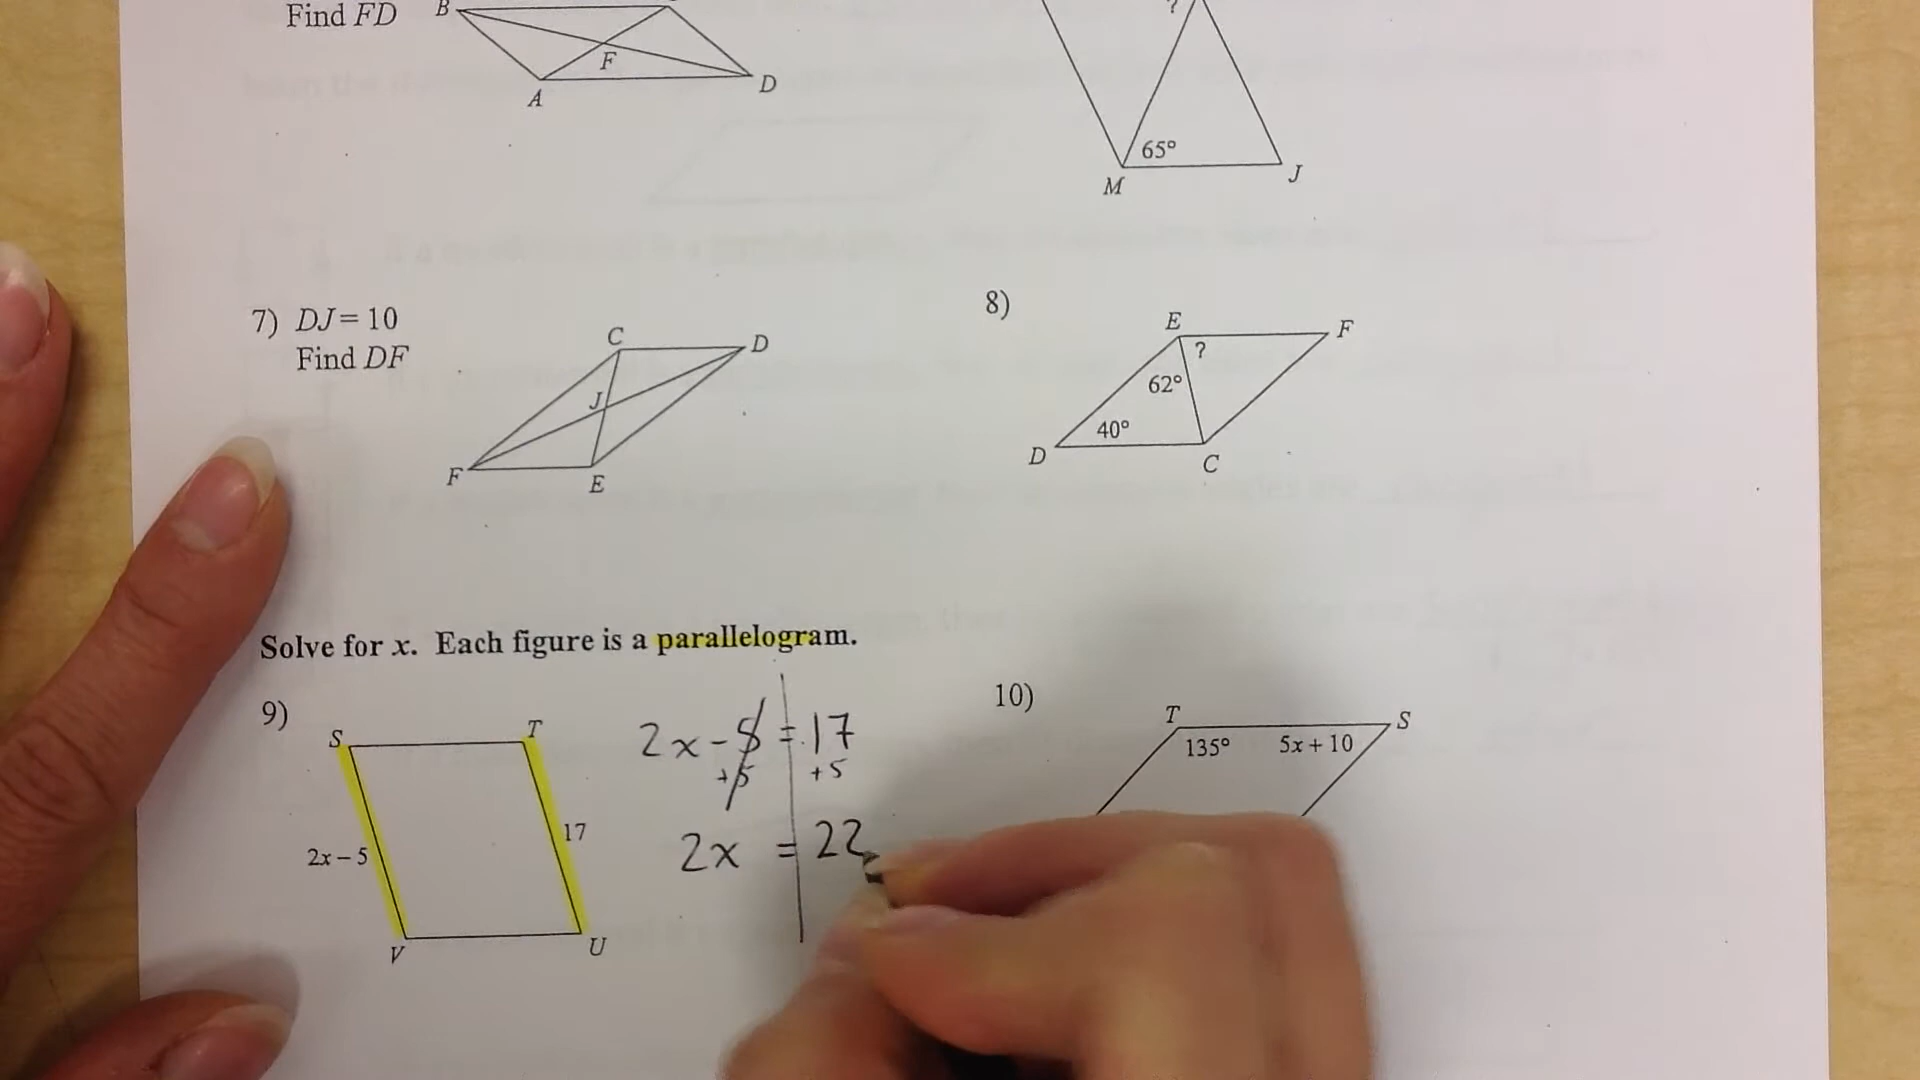 Find FD
B
F
A
D
?
65°
M
J
7) DJ = 10
Find DF
C
D
J
F
E
8)
E
F
?
62°
40°
D
C
Solve for x. Each figure is a parallelogram.
9)
S
T
2x – 5
17
V
U
2x - 5 = 17
+5 +5
2x = 22
10)
T
S
135°
5x + 10